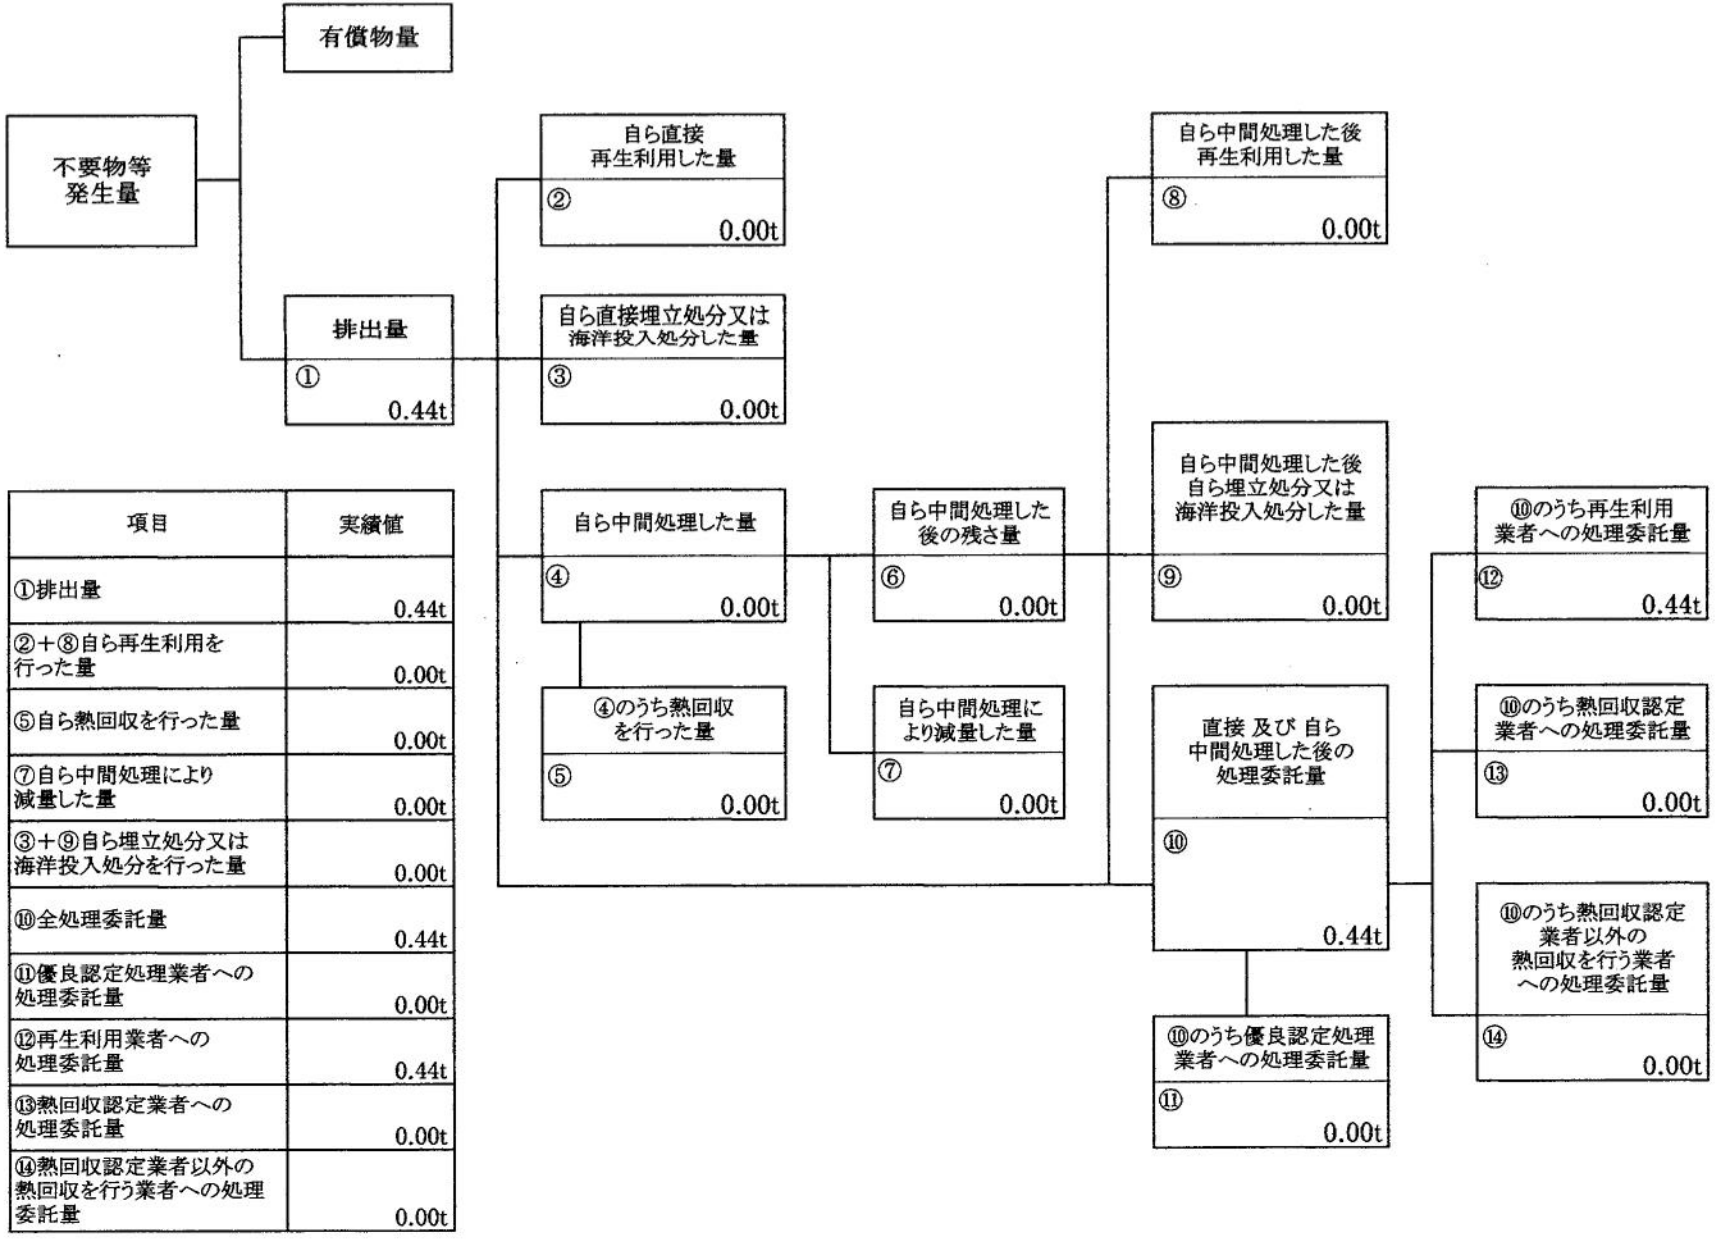 有償物量
不要物等
発生量
排出量
①
0.44t
自ら直接
再生利用した量
②
0.00t
自ら直接埋立処分又は
海洋投入処分した量
③
0.00t
自ら中間処理した量
④
0.00t
④のうち熱回収
を行った量
⑤
0.00t
自ら中間処理した
後の残さ量
⑥
0.00t
自ら中間処理に
より減量した量
⑦
0.00t
自ら中間処理した後
再生利用した量
⑧
0.00t
自ら中間処理した後
自ら埋立処分又は
海洋投入処分した量
⑨
0.00t
直接 及び 自ら
中間処理した後の
処理委託量
⑩
0.44t
⑩のうち優良認定処理
業者への処理委託量
⑪
0.00t
⑩のうち再生利用
業者への処理委託量
⑫
0.44t
⑩のうち熱回収認定
業者への処理委託量
⑬
0.00t
⑩のうち熱回収認定
業者以外の
熱回収を行う業者
への処理委託量
⑭
0.00t
項目 実績値
①排出量
0.44t
②+⑧自ら再生利用を
行った量
0.00t
⑤自ら熱回収を行った量
0.00t
⑦自ら中間処理により
減量した量
0.00t
③+⑨自ら埋立処分又は
海洋投入処分を行った量
0.00t
⑩全処理委託量
0.44t
⑪優良認定処理業者への
処理委託量
0.00t
⑫再生利用業者への
処理委託量
0.44t
⑬熱回収認定業者への
処理委託量
0.00t
⑭熱回収認定業者以外の
熱回収を行う業者への処理
委託量
0.00t